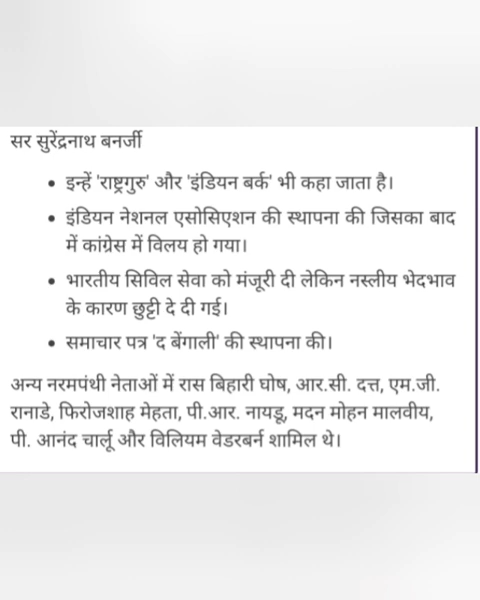 सर सुरेंद्रनाथ बनर्जी
• इन्हें 'राष्ट्रगुरु' और 'इंडियन बर्क' भी कहा जाता है।
• इंडियन नेशनल एसोसिएशन की स्थापना की जिसका बाद
में कांग्रेस में विलय हो गया।
• भारतीय सिविल सेवा को मंजूरी दी लेकिन नस्लीय भेदभाव
के कारण छुट्टी दे दी गई।
• समाचार पत्र 'द बेंगाली' की स्थापना की।
अन्य नरमपंथी नेताओं में रास बिहारी घोष, आर.सी. दत्त, एम.जी.
रानाडे, फिरोजशाह मेहता, पी.आर. नायडू, मदन मोहन मालवीय,
पी. आनंद चार्लू और विलियम वेडरबर्न शामिल थे।